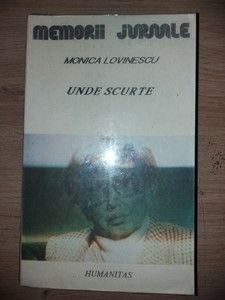 MEMORII JURNALE
MONICA LOVINESCU
UNDE SCURTE
HUMANITAS